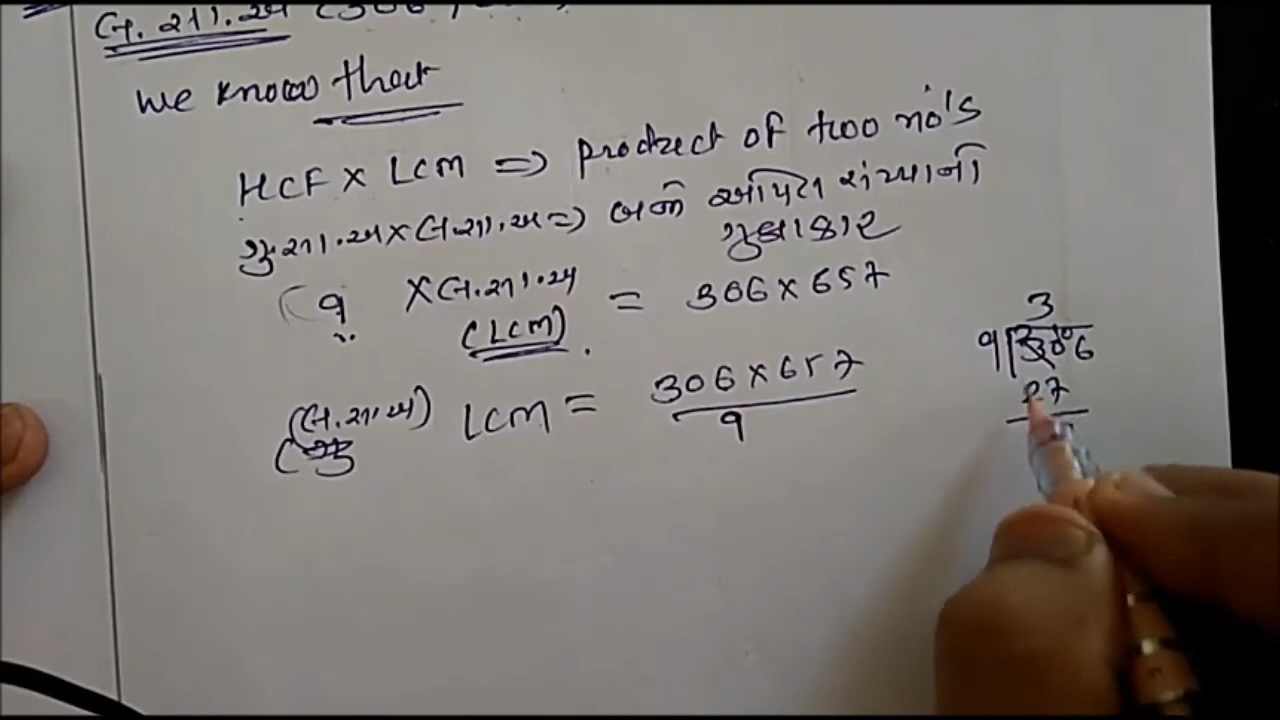 લ.સા.અ (306,
we know that
HCF X LCM => product of two no's
ગુ.સા.અ X લ.સા.અ => બન્ને આપેલ સંખ્યાની
ગુણાકાર
9 X લ.સા.અ = 306 X 657
(LCM)
(લ.સા.અ) LCM = 306 X 657
9
3
9 306
27